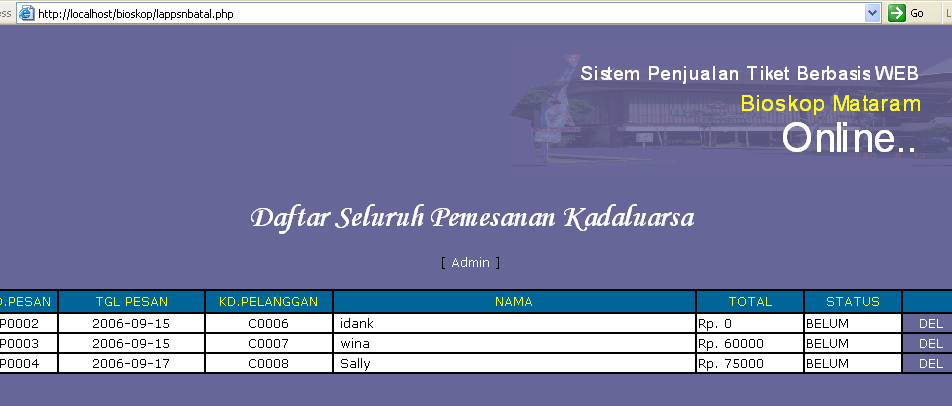 ess http://localhost/bioskop/lappsnbatal.php Go
Sistem Penjualan Tiket Berbasis WEB
Bioskop Mataram
Online..
Daftar Seluruh Pemesanan Kadaluarsa
[ Admin ]
D.PESAN TGL PESAN KD.PELANGGAN NAMA TOTAL STATUS
P0002 2006-09-15 C0006 idank Rp. 0 BELUM DEL
P0003 2006-09-15 C0007 wina Rp. 60000 BELUM DEL
P0004 2006-09-17 C0008 Sally Rp. 75000 BELUM DEL